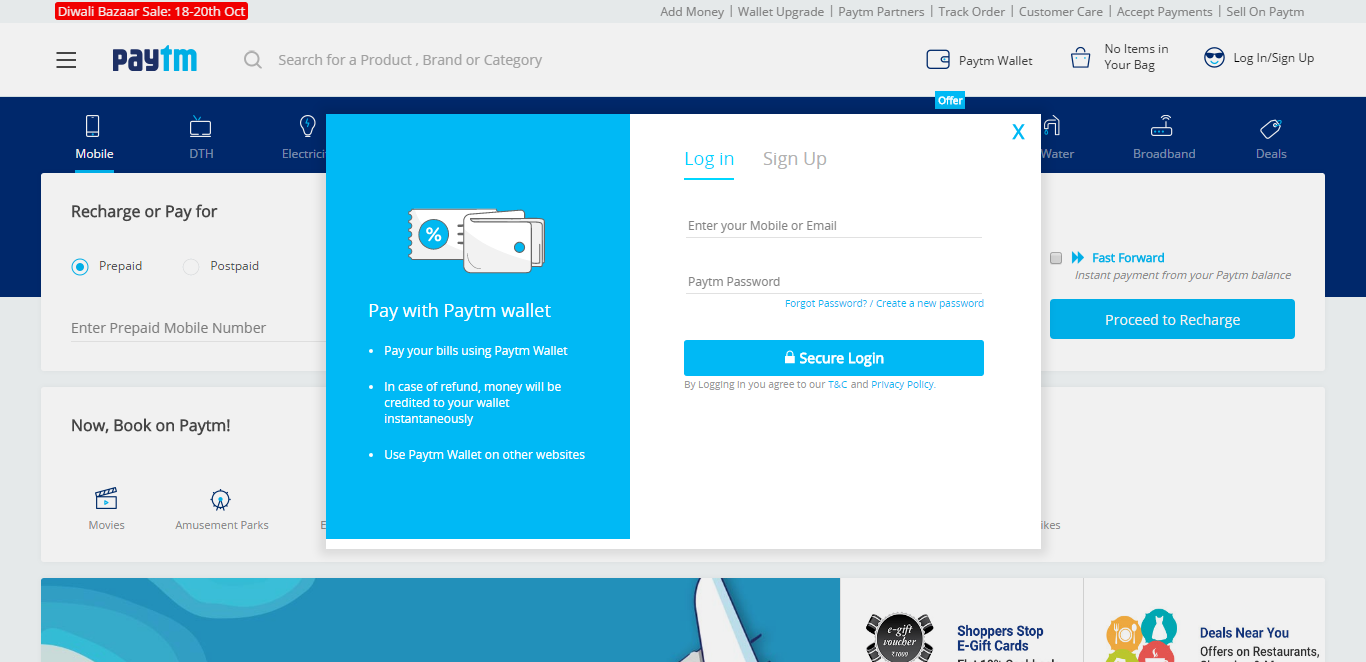 Diwali Bazaar Sale: 18-20th Oct
Add Money | Wallet Upgrade | Paytm Partners | Track Order | Customer Care | Accept Payments | Sell On Paytm
paytm
Search for a Product , Brand or Category
Paytm Wallet
No Items in
Your Bag
Log In/Sign Up
Offer
Mobile
DTH
Water
Broadband
Deals
Recharge or Pay for
Prepaid
Postpaid
Enter Prepaid Mobile Number
Fast Forward
Instant payment from your Paytm balance
Proceed to Recharge
%
Pay with Paytm wallet
• Pay your bills using Paytm Wallet
• In case of refund, money will be
credited to your wallet
instantaneously
• Use Paytm Wallet on other websites
X
Log in
Sign Up
Enter your Mobile or Email
Paytm Password
Forgot Password? / Create a new password
Secure Login
By Logging in you agree to our T&C and Privacy Policy.
Now, Book on Paytm!
Movies
Amusement Parks
e-gift
voucher
₹1000
Shoppers Stop
E-Gift Cards
Deals Near You
Offers on Restaurants,